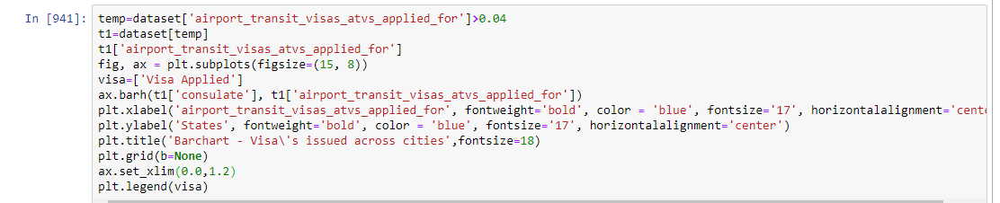 In [941]: temp=dataset['airport_transit_visas_atvs_applied_for']>0.04
t1=dataset[temp]
t1['airport_transit_visas_atvs_applied_for']
fig, ax = plt.subplots(figsize=(15, 8))
visa=['Visa Applied']
ax.barh(t1['consulate'], t1['airport_transit_visas_atvs_applied_for'])
plt.xlabel('airport_transit_visas_atvs_applied_for', fontweight='bold', color = 'blue', fontsize='17', horizontalalignment='cente
plt.ylabel('States', fontweight='bold', color = 'blue', fontsize='17', horizontalalignment='center')
plt.title('Barchart - Visa\'s issued across cities',fontsize=18)
plt.grid(b=None)
ax.set_xlim(0.0,1.2)
plt.legend(visa)